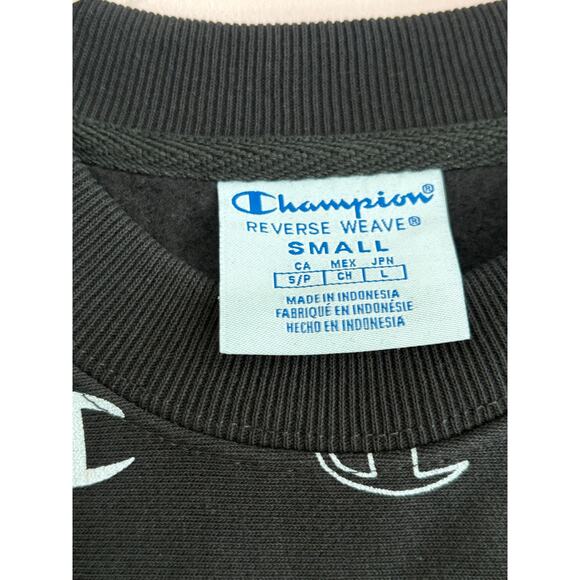 Champion®
REVERSE WEAVE®
SMALL
CA MEX JPN
S/P CH L
MADE IN INDONESIA
FABRIQUÉ EN INDONÉSIE
HECHO EN INDONESIA